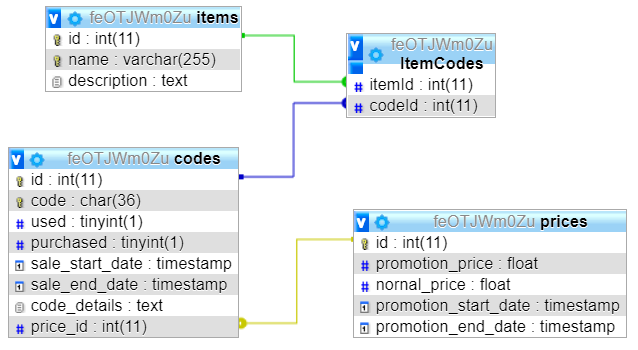 feOTJWm0Zu items
id : int(11)
name : varchar(255)
description : text
feOTJWm0Zu
ItemCodes
itemId : int(11)
codeId : int(11)
feOTJWm0Zu codes
id : int(11)
code : char(36)
used : tinyint(1)
purchased : tinyint(1)
sale_start_date : timestamp
sale_end_date : timestamp
code_details : text
price_id : int(11)
feOTJWm0Zu prices
id : int(11)
promotion_price : float
nornal_price : float
promotion_start_date : timestamp
promotion_end_date : timestamp